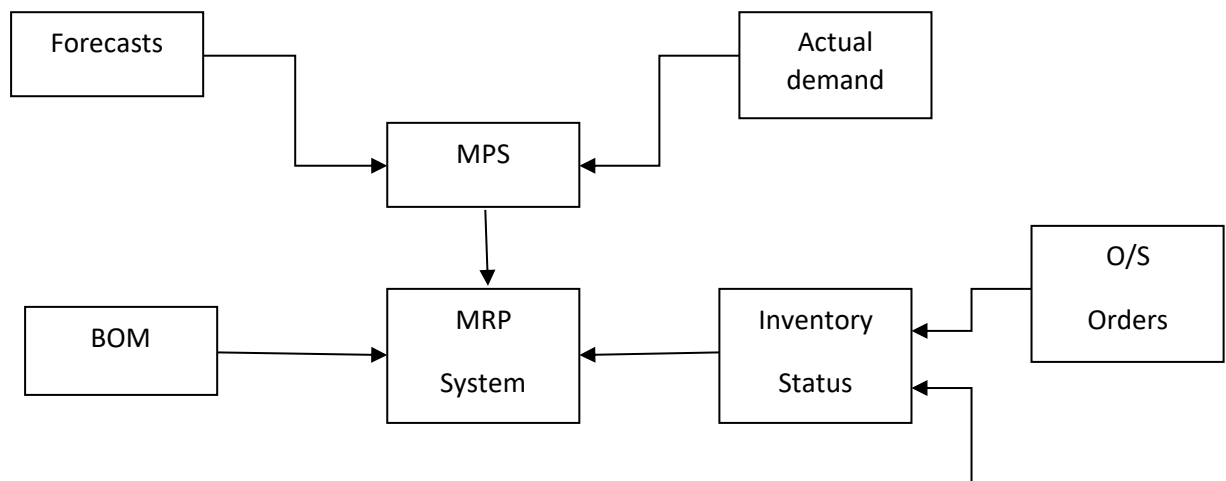 Forecasts
Actual
demand
MPS
O/S
Orders
BOM
MRP
System
Inventory
Status